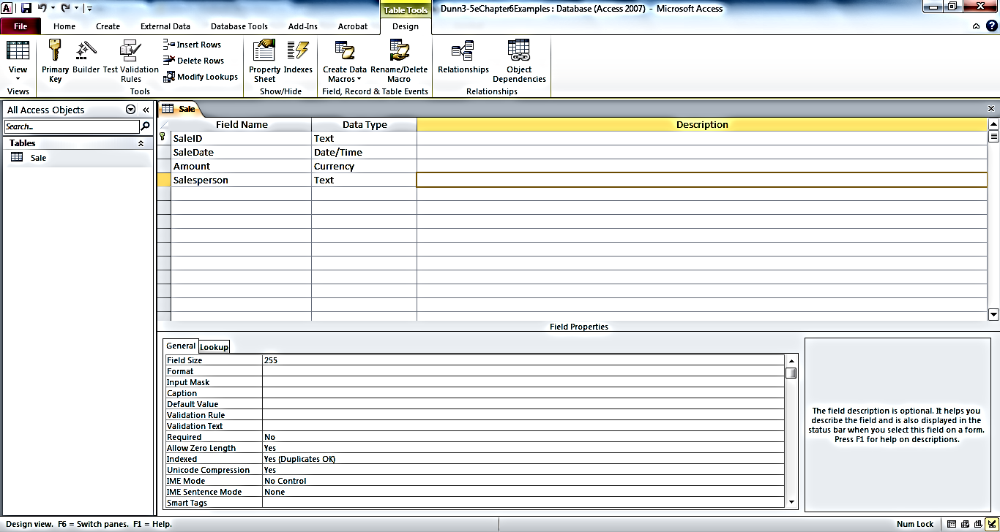 Table Tools
Dunn3-5eChapter6Examples : Database (Access 2007) - Microsoft Access
File Home Create External Data Database Tools Add-Ins Acrobat Design
View
Views
Primary Key
Builder
Test Validation Rules
Insert Rows
Delete Rows
Modify Lookups
Tools
Property Sheet
Indexes
Show/Hide
Create Data Macros
Rename/Delete Macro
Field, Record & Table Events
Relationships
Object Dependencies
Relationships
All Access Objects
Search...
Tables
Sale
Sale
Field Name Data Type Description
SaleID Text
SaleDate Date/Time
Amount Currency
Salesperson Text
Field Properties
General Lookup
Field Size 255
Format
Input Mask
Caption
Default Value
Validation Rule
Validation Text
Required No
Allow Zero Length Yes
Indexed Yes (Duplicates OK)
Unicode Compression Yes
IME Mode No Control
IME Sentence Mode None
Smart Tags
The field description is optional. It helps you
describe the field and is also displayed in the
status bar when you select this field on a form.
Press F1 for help on descriptions.
Design view. F6 = Switch panes. F1 = Help.
Num Lock